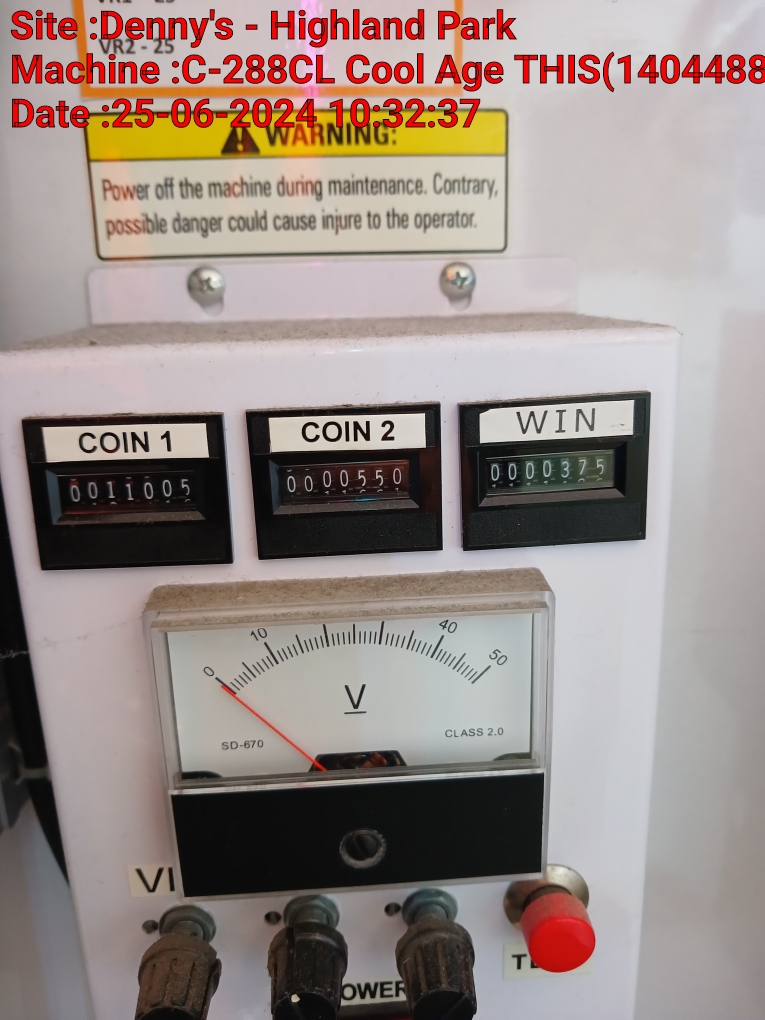 Site :Denny's - Highland Park
VR2 - 25
Machine :C-288CL Cool Age THIS(1404488
Date :25-06-2024 10:32:37
WARNING:
Power off the machine during maintenance. Contrary,
possible danger could cause injure to the operator.
COIN 1
COIN 2
WIN
0011005
0000550
0000375
0 10 40 50
V
SD-670
CLASS 2.0